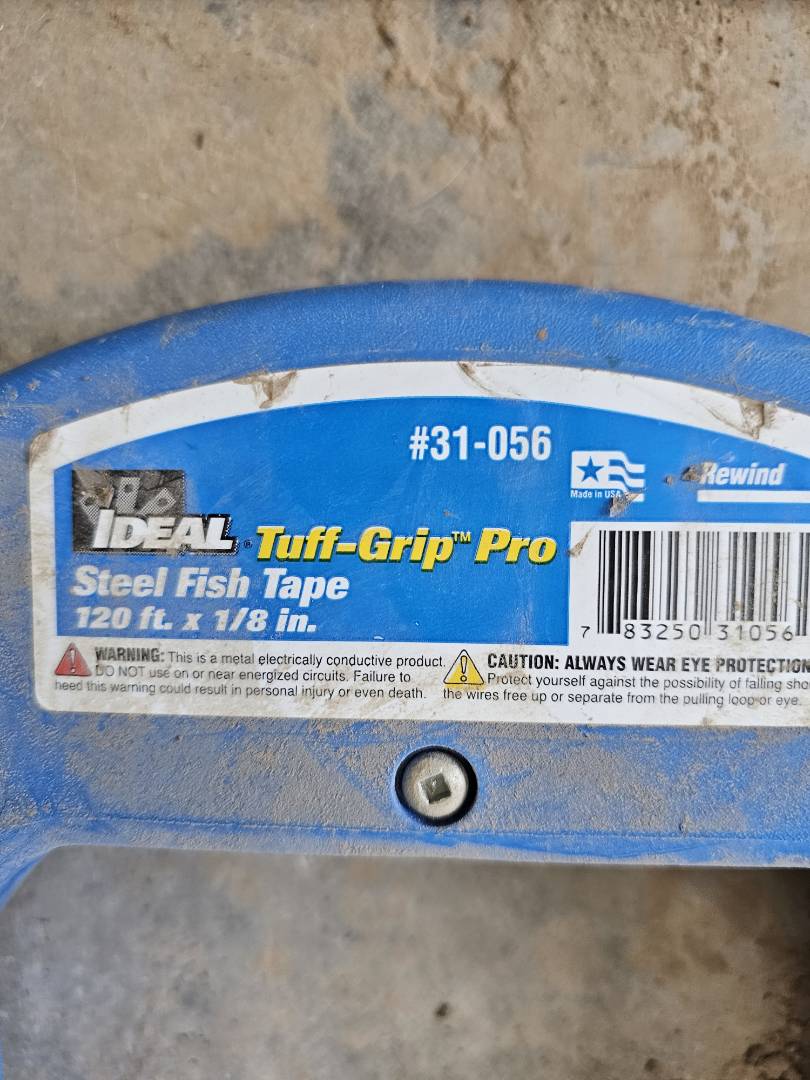 #31-056
Made in USA
Rewind
IDEAL®
Tuff-Grip™ Pro
Steel Fish Tape
120 ft. x 1/8 in.
7 83250 31056
WARNING: This is a metal electrically conductive product.
DO NOT use on or near energized circuits. Failure to
heed this warning could result in personal injury or even death.
CAUTION: ALWAYS WEAR EYE PROTECTION
Protect yourself against the possibility of falling
the wires free up or separate from the pulling loop or eye.